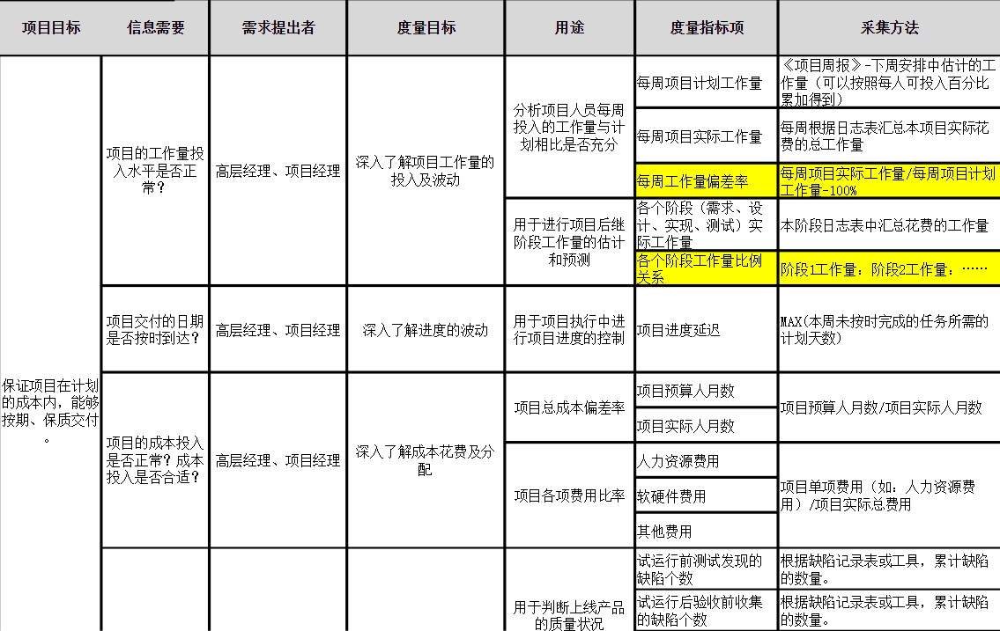 项目目标
信息需要
需求提出者
度量目标
用途
度量指标项
采集方法
保证项目在计划
的成本内，能够
按期、保质交付
。
项目的工作量投
入水平是否正
常？
高层经理、项目经理
深入了解项目工作量的
投入及波动
分析项目人员每周
投入的工作量与计
划相比是否充分
每周项目计划工作量
《项目周报》-下周安排中估计的工
作量（可以按照每人可投入百分比
累加得到）
每周项目实际工作量
每周根据日志表汇总本项目实际花
费的总工作量
每周工作量偏差率
每周项目实际工作量/每周项目计划
工作量-100%
用于进行项目后继
阶段工作量的估计
和预测
各个阶段（需求、设
计、实现、测试）实
际工作量
本阶段日志表中汇总花费的工作量
各个阶段工作量比例
关系
阶段1工作量：阶段2工作量：……
项目交付的日期
是否按时到达？
高层经理、项目经理
深入了解进度的波动
用于项目执行中进
行项目进度的控制
项目进度延迟
MAX(本周未按时完成的任务所需的
计划天数）
项目的成本投入
是否正常？成本
投入是否合适？
高层经理、项目经理
深入了解成本花费及分
配
项目总成本偏差率
项目预算人月数
项目实际人月数
项目预算人月数/项目实际人月数
项目各项费用比率
人力资源费用
软硬件费用
其他费用
项目单项费用（如：人力资源费
用）/项目实际总费用
用于判断上线产品
的质量状况
试运行前测试发现的
缺陷个数
根据缺陷记录表或工具，累计缺陷
的数量。
试运行后验收前收集
的缺陷个数
根据缺陷记录表或工具，累计缺陷
的数量。